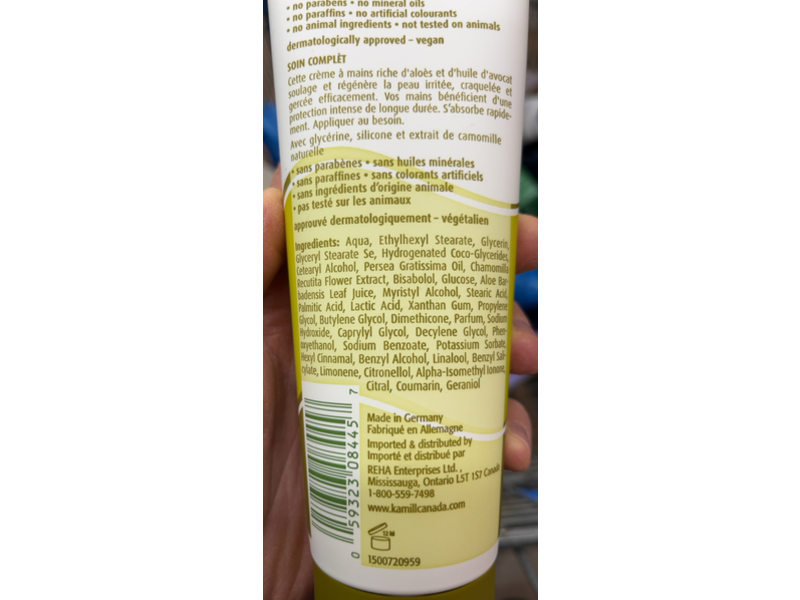 • no parabens • no mineral oils
• no paraffins • no artificial colourants
• no animal ingredients • not tested on animals
dermatologically approved – vegan
SOIN COMPLÈT
Cette crème à mains riche d'aloès et d'huile d'avocat
soulage et régénère la peau irritée, craquelée et
gercée efficacement. Vos mains bénéficient d'une
protection intense de longue durée. S'absorbe rapide-
ment. Appliquer au besoin.
Avec glycérine, silicone et extrait de camomille
naturelle
• sans parabènes • sans huiles minérales
• sans paraffines • sans colorants artificiels
• sans ingrédients d'origine animale
• pas testé sur les animaux
approuvé dermatologiquement – végétalien
Ingredients: Aqua, Ethylhexyl Stearate, Glycerin,
Glyceryl Stearate Se, Hydrogenated Coco-Glycerides,
Cetearyl Alcohol, Persea Gratissima Oil, Chamomilla
Recutita Flower Extract, Bisabolol, Glucose, Aloe Bar-
badensis Leaf Juice, Myristyl Alcohol, Stearic Acid,
Palmitic Acid, Lactic Acid, Xanthan Gum, Propylene
Glycol, Butylene Glycol, Dimethicone, Parfum, Sodium
Hydroxide, Caprylyl Glycol, Decylene Glycol, Phen-
oxyethanol, Sodium Benzoate, Potassium Sorbate,
Hexyl Cinnamal, Benzyl Alcohol, Linalool, Benzyl Sali-
cylate, Limonene, Citronellol, Alpha-Isomethyl Ionone,
Citral, Coumarin, Geraniol
0 59323 08445 7
Made in Germany
Fabriqué en Allemagne
Imported & distributed by
Importé et distribué par
REHA Enterprises Ltd.,
Mississauga, Ontario L5T 1S7 Canada
1-800-559-7498
www.kamillcanada.com
12 M
1500720959